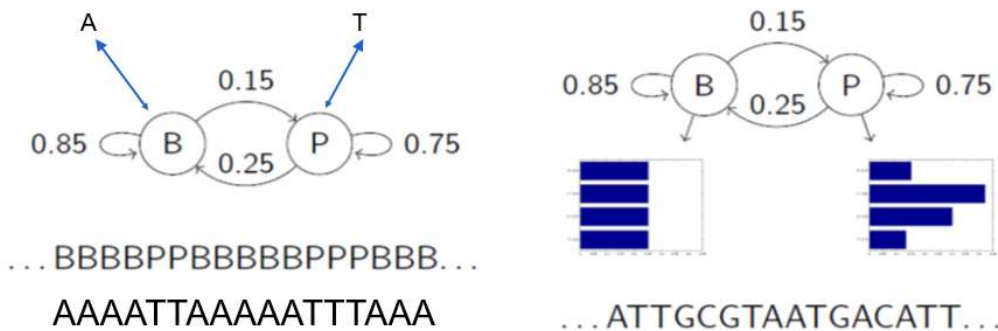 A T
0.15
0.85 B P 0.75
0.25
...BBBBPPBBBBBPPPBBB...
AAAATTAAAAATTTAAA
0.15
0.85 B P 0.75
0.25
...ATTGCGTAATGACATT...